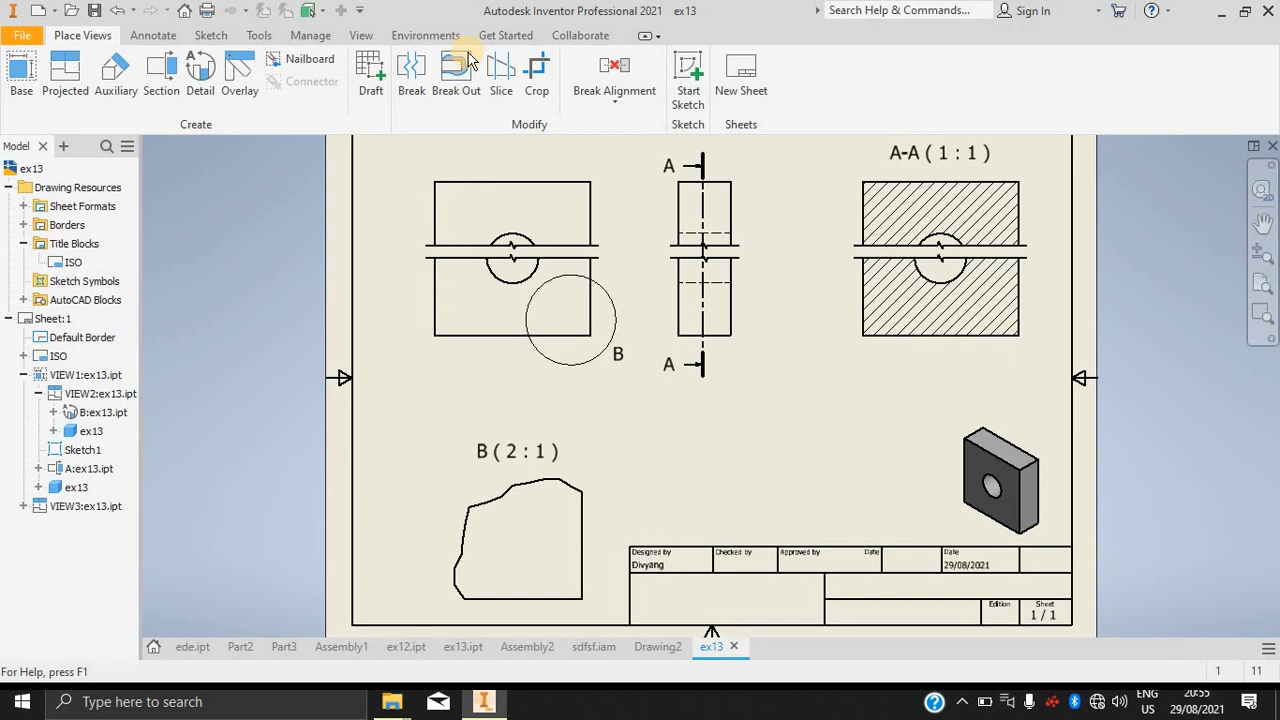 Autodesk Inventor Professional 2021 ex13
Search Help & Commands...
Sign In
File Place Views Annotate Sketch Tools Manage View Environments Get Started Collaborate
Base Projected Auxiliary Section Detail Overlay
Nailboard
Connector
Draft
Break Break Out Slice Crop
Break Alignment
Start
Sketch
New Sheet
Create Modify Sketch Sheets
Model
ex13
Drawing Resources
Sheet Formats
Borders
Title Blocks
ISO
Sketch Symbols
AutoCAD Blocks
Sheet:1
Default Border
ISO
VIEW1:ex13.ipt
VIEW2:ex13.ipt
B:ex13.ipt
ex13
Sketch1
A:ex13.ipt
ex13
VIEW3:ex13.ipt
A
A-A ( 1 : 1 )
B
A
B ( 2 : 1 )
Designed by
Divyang
Checked by
Approved by
Date
Date
29/08/2021
Edition
Sheet
1 / 1
ede.ipt Part2 Part3 Assembly1 ex12.ipt ex13.ipt Assembly2 sdfsf.iam Drawing2 ex13
For Help, press F1
1 11
Type here to search
ENG
US
20:55
29/08/2021